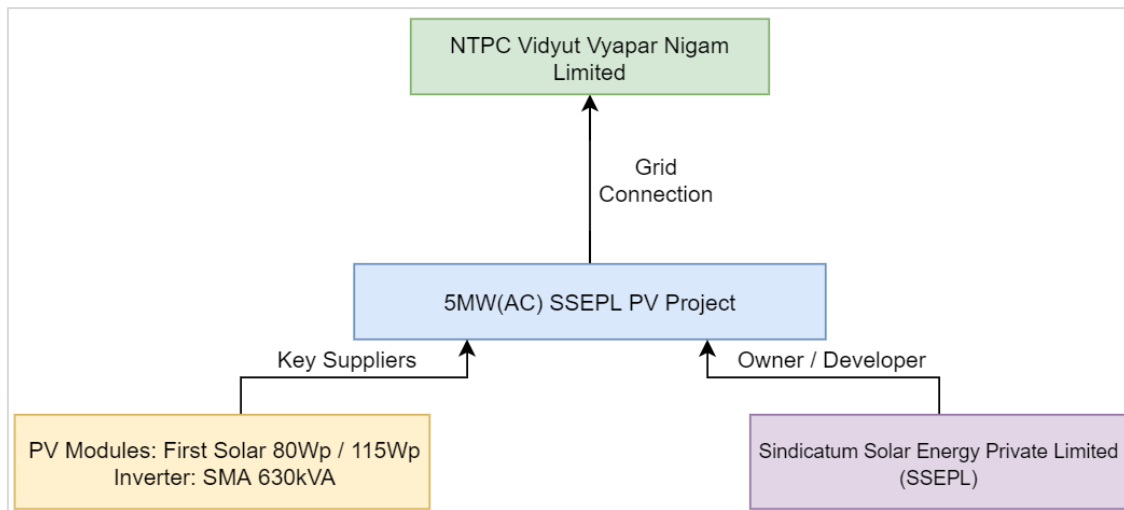 NTPC Vidyut Vyapar Nigam
Limited
Grid
Connection
5MW(AC) SSEPL PV Project
Key Suppliers
Owner / Developer
PV Modules: First Solar 80Wp / 115Wp
Inverter: SMA 630kVA
Sindicatum Solar Energy Private Limited
(SSEPL)